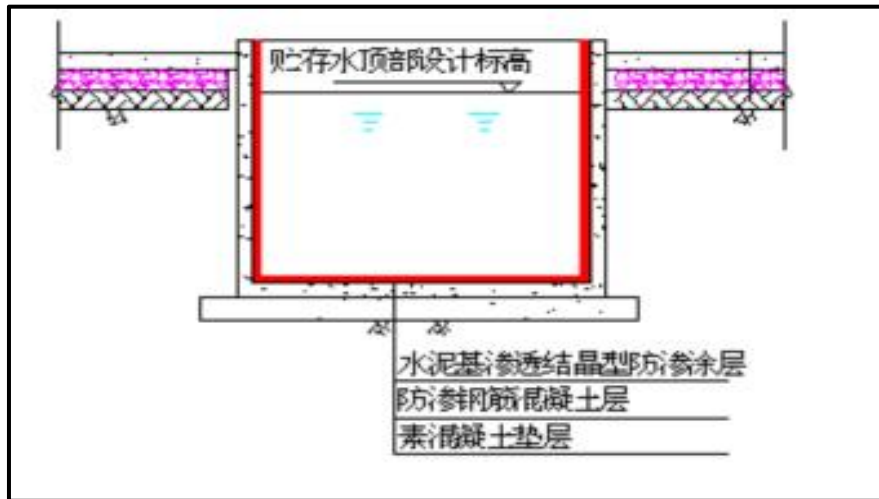 贮存水顶部设计标高
水泥基渗透结晶型防渗余层
防渗钢筋混凝土层
素混凝土垫层